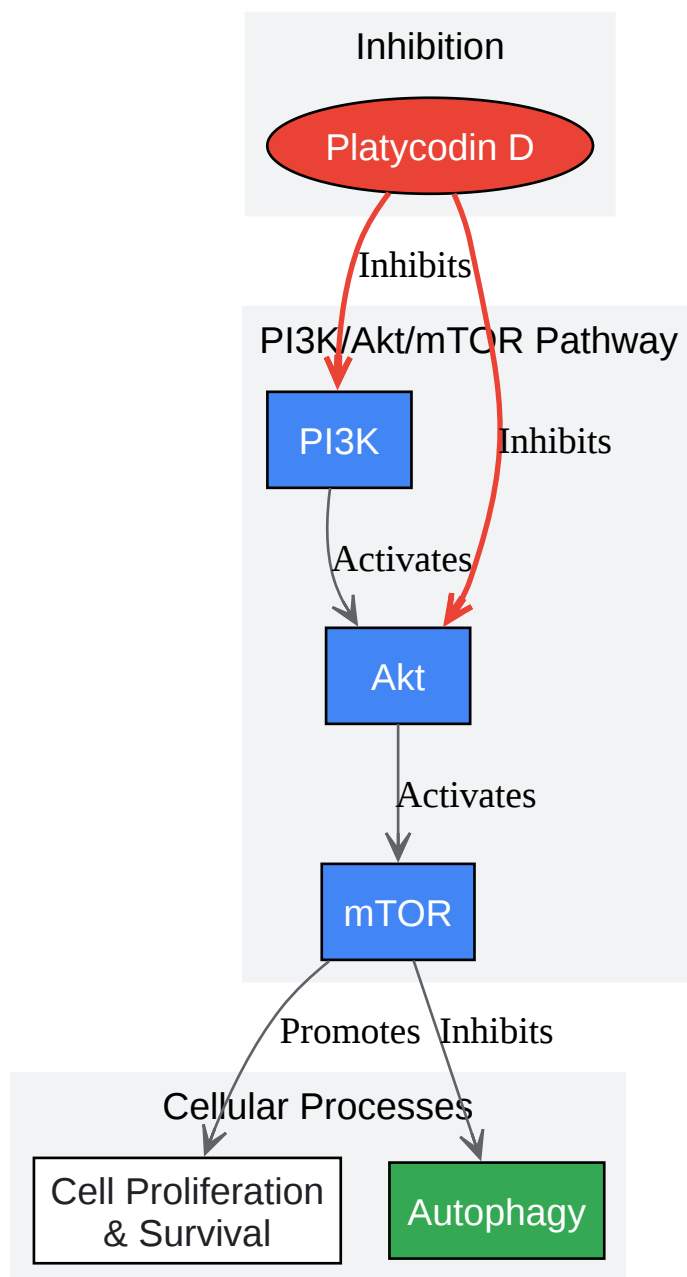 Inhibition
Platycodin D
Inhibits
PI3K/Akt/mTOR Pathway
PI3K
Inhibits
Activates
Akt
Activates
mTOR
Promotes
Inhibits
Cellular Processes
Cell Proliferation
& Survival
Autophagy